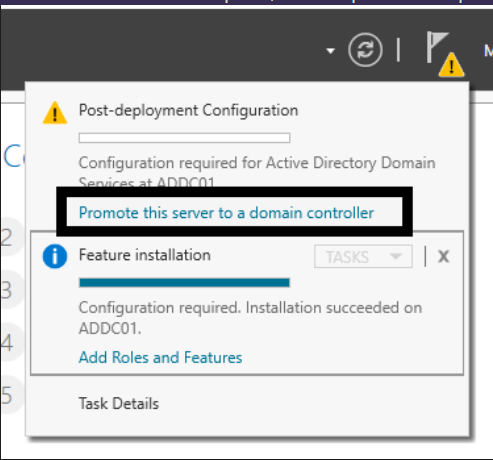 Post-deployment Configuration
Configuration required for Active Directory Domain
Services at ADDC01
Promote this server to a domain controller
2
Feature installation
TASKS
X
3
Configuration required. Installation succeeded on
ADDC01.
4
Add Roles and Features
5
Task Details